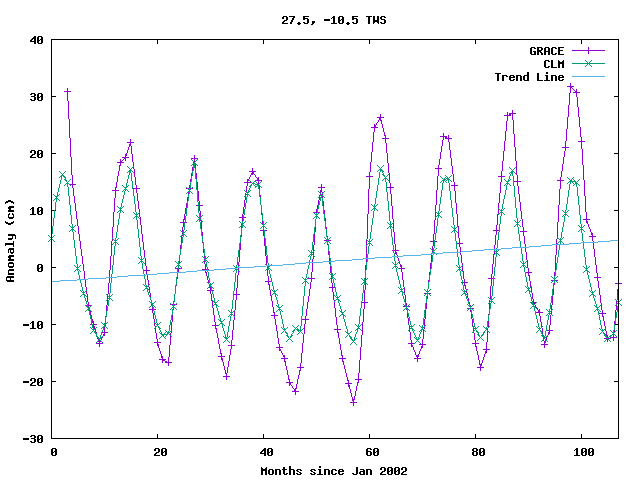 27.5, -10.5 TWS
GRACE
CLM
Trend Line
Anomaly (cm)
40
30
20
10
0
-10
-20
-30
0 20 40 60 80 100
Months since Jan 2002